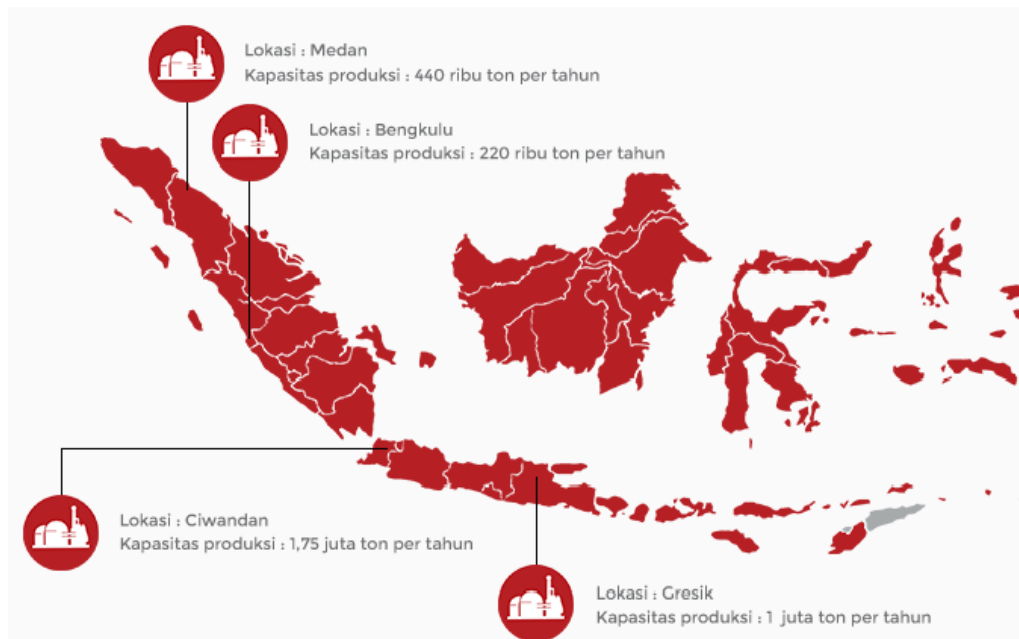 Lokasi : Medan
Kapasitas produksi : 440 ribu ton per tahun
Lokasi : Bengkulu
Kapasitas produksi : 220 ribu ton per tahun
Lokasi : Ciwandan
Kapasitas produksi : 1,75 juta ton per tahun
Lokasi : Gresik
Kapasitas produksi : 1 juta ton per tahun